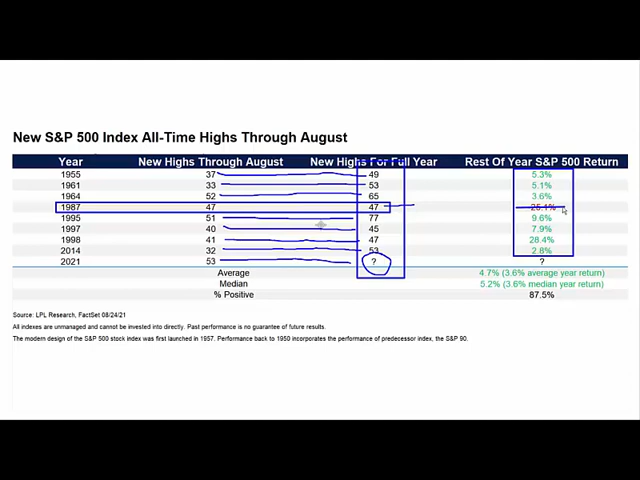 New S&P 500 Index All-Time Highs Through August
Year New Highs Through August New Highs For Full Year Rest Of Year S&P 500 Return
1955 37 49 5.3%
1961 33 53 5.1%
1964 52 65 3.6%
1987 47 47
1995 51 77 9.6%
1997 40 45 7.9%
1998 41 47 28.4%
2014 32 53 2.8%
2021 53 ? ?
Average 4.7% (3.6% average year return)
Median 5.2% (3.6% median year return)
% Positive 87.5%
Source: LPL Research, FactSet 08/24/21
All indexes are unmanaged and cannot be invested into directly. Past performance is no guarantee of future results.
The modern design of the S&P 500 stock index was first launched in 1957. Performance back to 1950 incorporates the performance of predecessor index, the S&P 90.